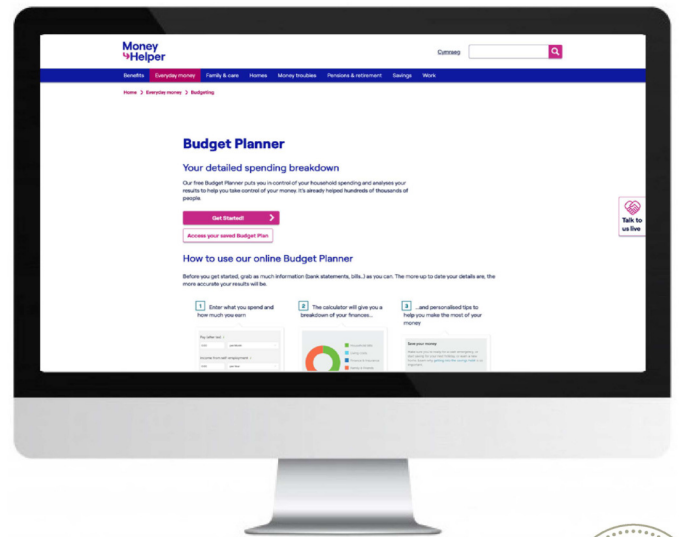 Money
Helper
Cymraeg
Benefits Everyday money Family & care Homes Money troubles Pensions & retirement Savings Work
Home > Everyday money > Budgeting
Budget Planner
Your detailed spending breakdown
Our free Budget Planner puts you in control of your household spending and analyses your
results to help you take control of your money. It's already helped hundreds of thousands of
people.
Get Started!
Access your saved Budget Plan
Talk to
us live
How to use our online Budget Planner
Before you get started, grab as much information (bank statements, bills..) as you can. The more up to date your details are, the
more accurate your results will be.
1 Enter what you spend and
how much you earn
2 The calculator will give you a
breakdown of your finances...
3 ...and personalised tips to
help you make the most of your
money
Pay (after tax)
Income from self-employment
Save your money